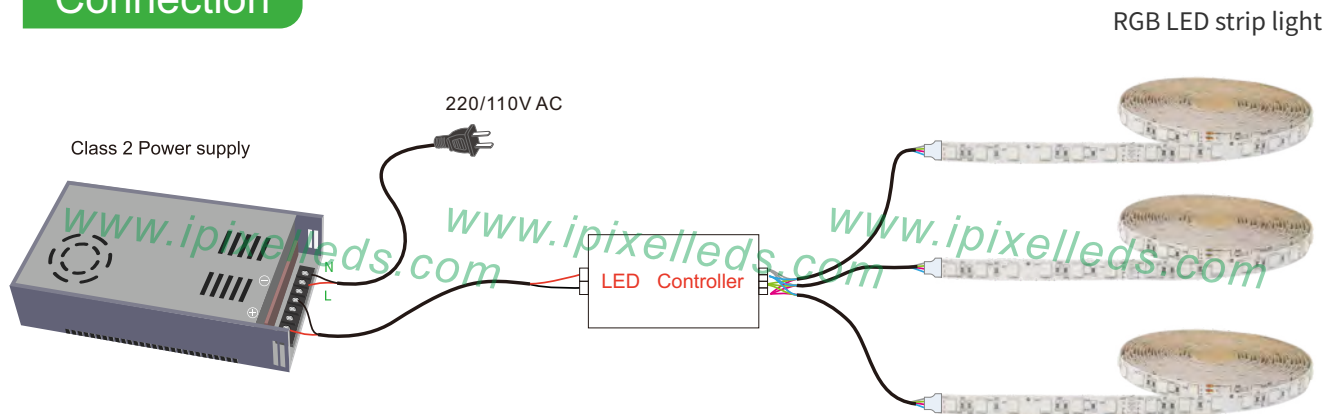 Connection
RGB LED strip light
220/110V AC
Class 2 Power supply
www.ipixelleds.com
www.ipixelleds.com
www.ipixelleds.com
N
L
LED Controller